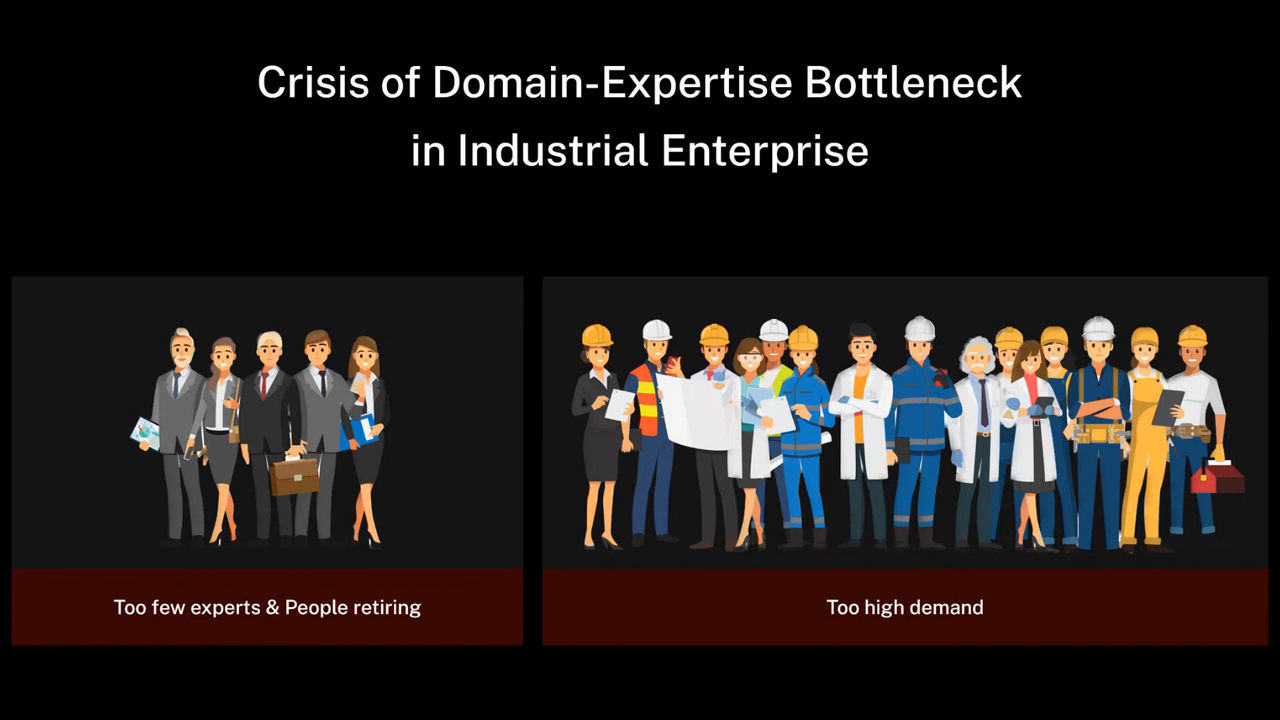 Crisis of Domain-Expertise Bottleneck
in Industrial Enterprise
Too few experts & People retiring
Too high demand